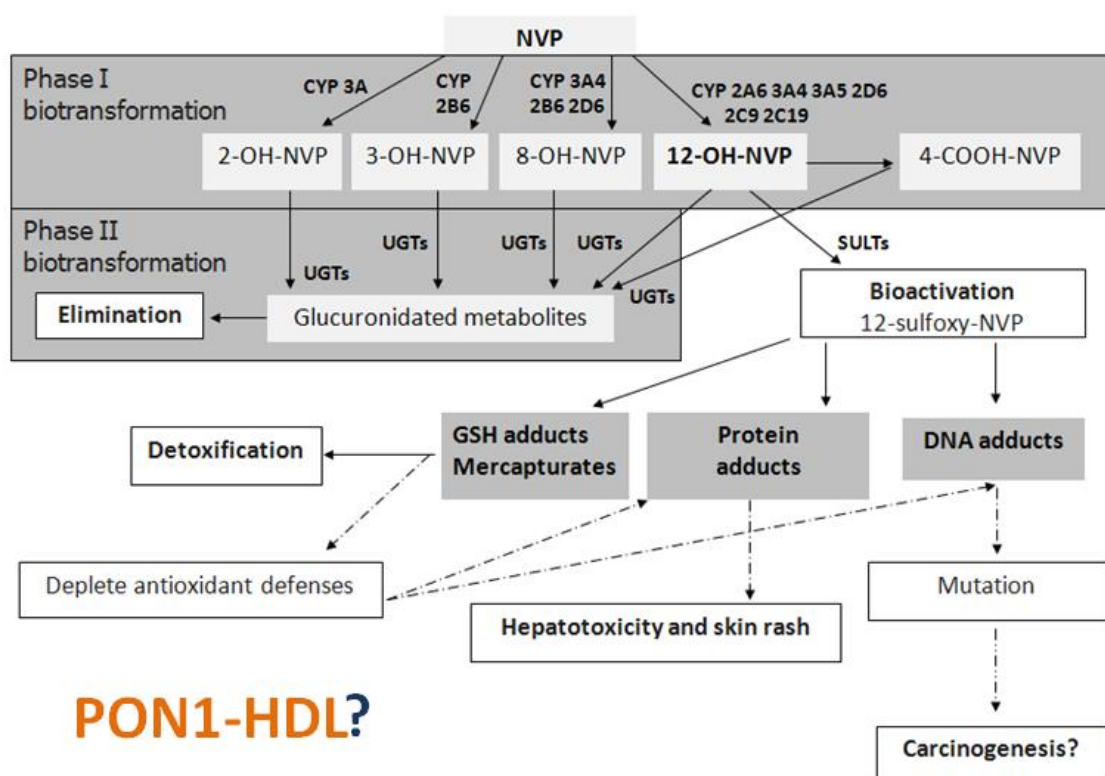 NVP
Phase I
biotransformation
CYP 3A
CYP
2B6
CYP 3A4
2B6 2D6
CYP 2A6 3A4 3A5 2D6
2C9 2C19
2-OH-NVP
3-OH-NVP
8-OH-NVP
12-OH-NVP
4-COOH-NVP
Phase II
biotransformation
UGTs
UGTs
UGTs
UGTs
UGTs
SULTs
Elimination
Glucuronidated metabolites
Bioactivation
12-sulfoxy-NVP
Detoxification
GSH adducts
Mercapturates
Protein
adducts
DNA adducts
Deplete antioxidant defenses
Hepatotoxicity and skin rash
Mutation
PON1-HDL?
Carcinogenesis?